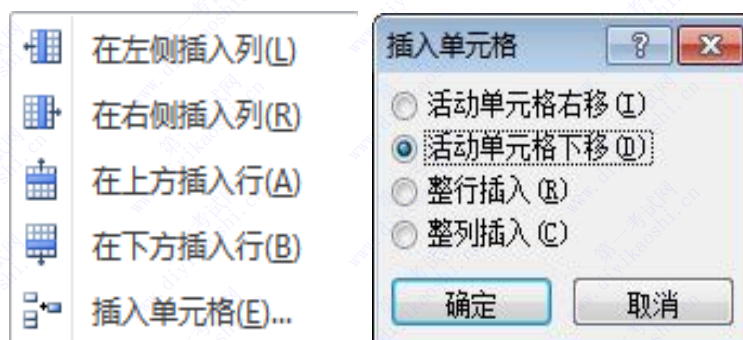 在左侧插入列(L)
在右侧插入列(R)
在上方插入行(A)
在下方插入行(B)
插入单元格(E)...
插入单元格
活动单元格右移(I)
活动单元格下移(D)
整行插入(R)
整列插入(C)
确定 取消